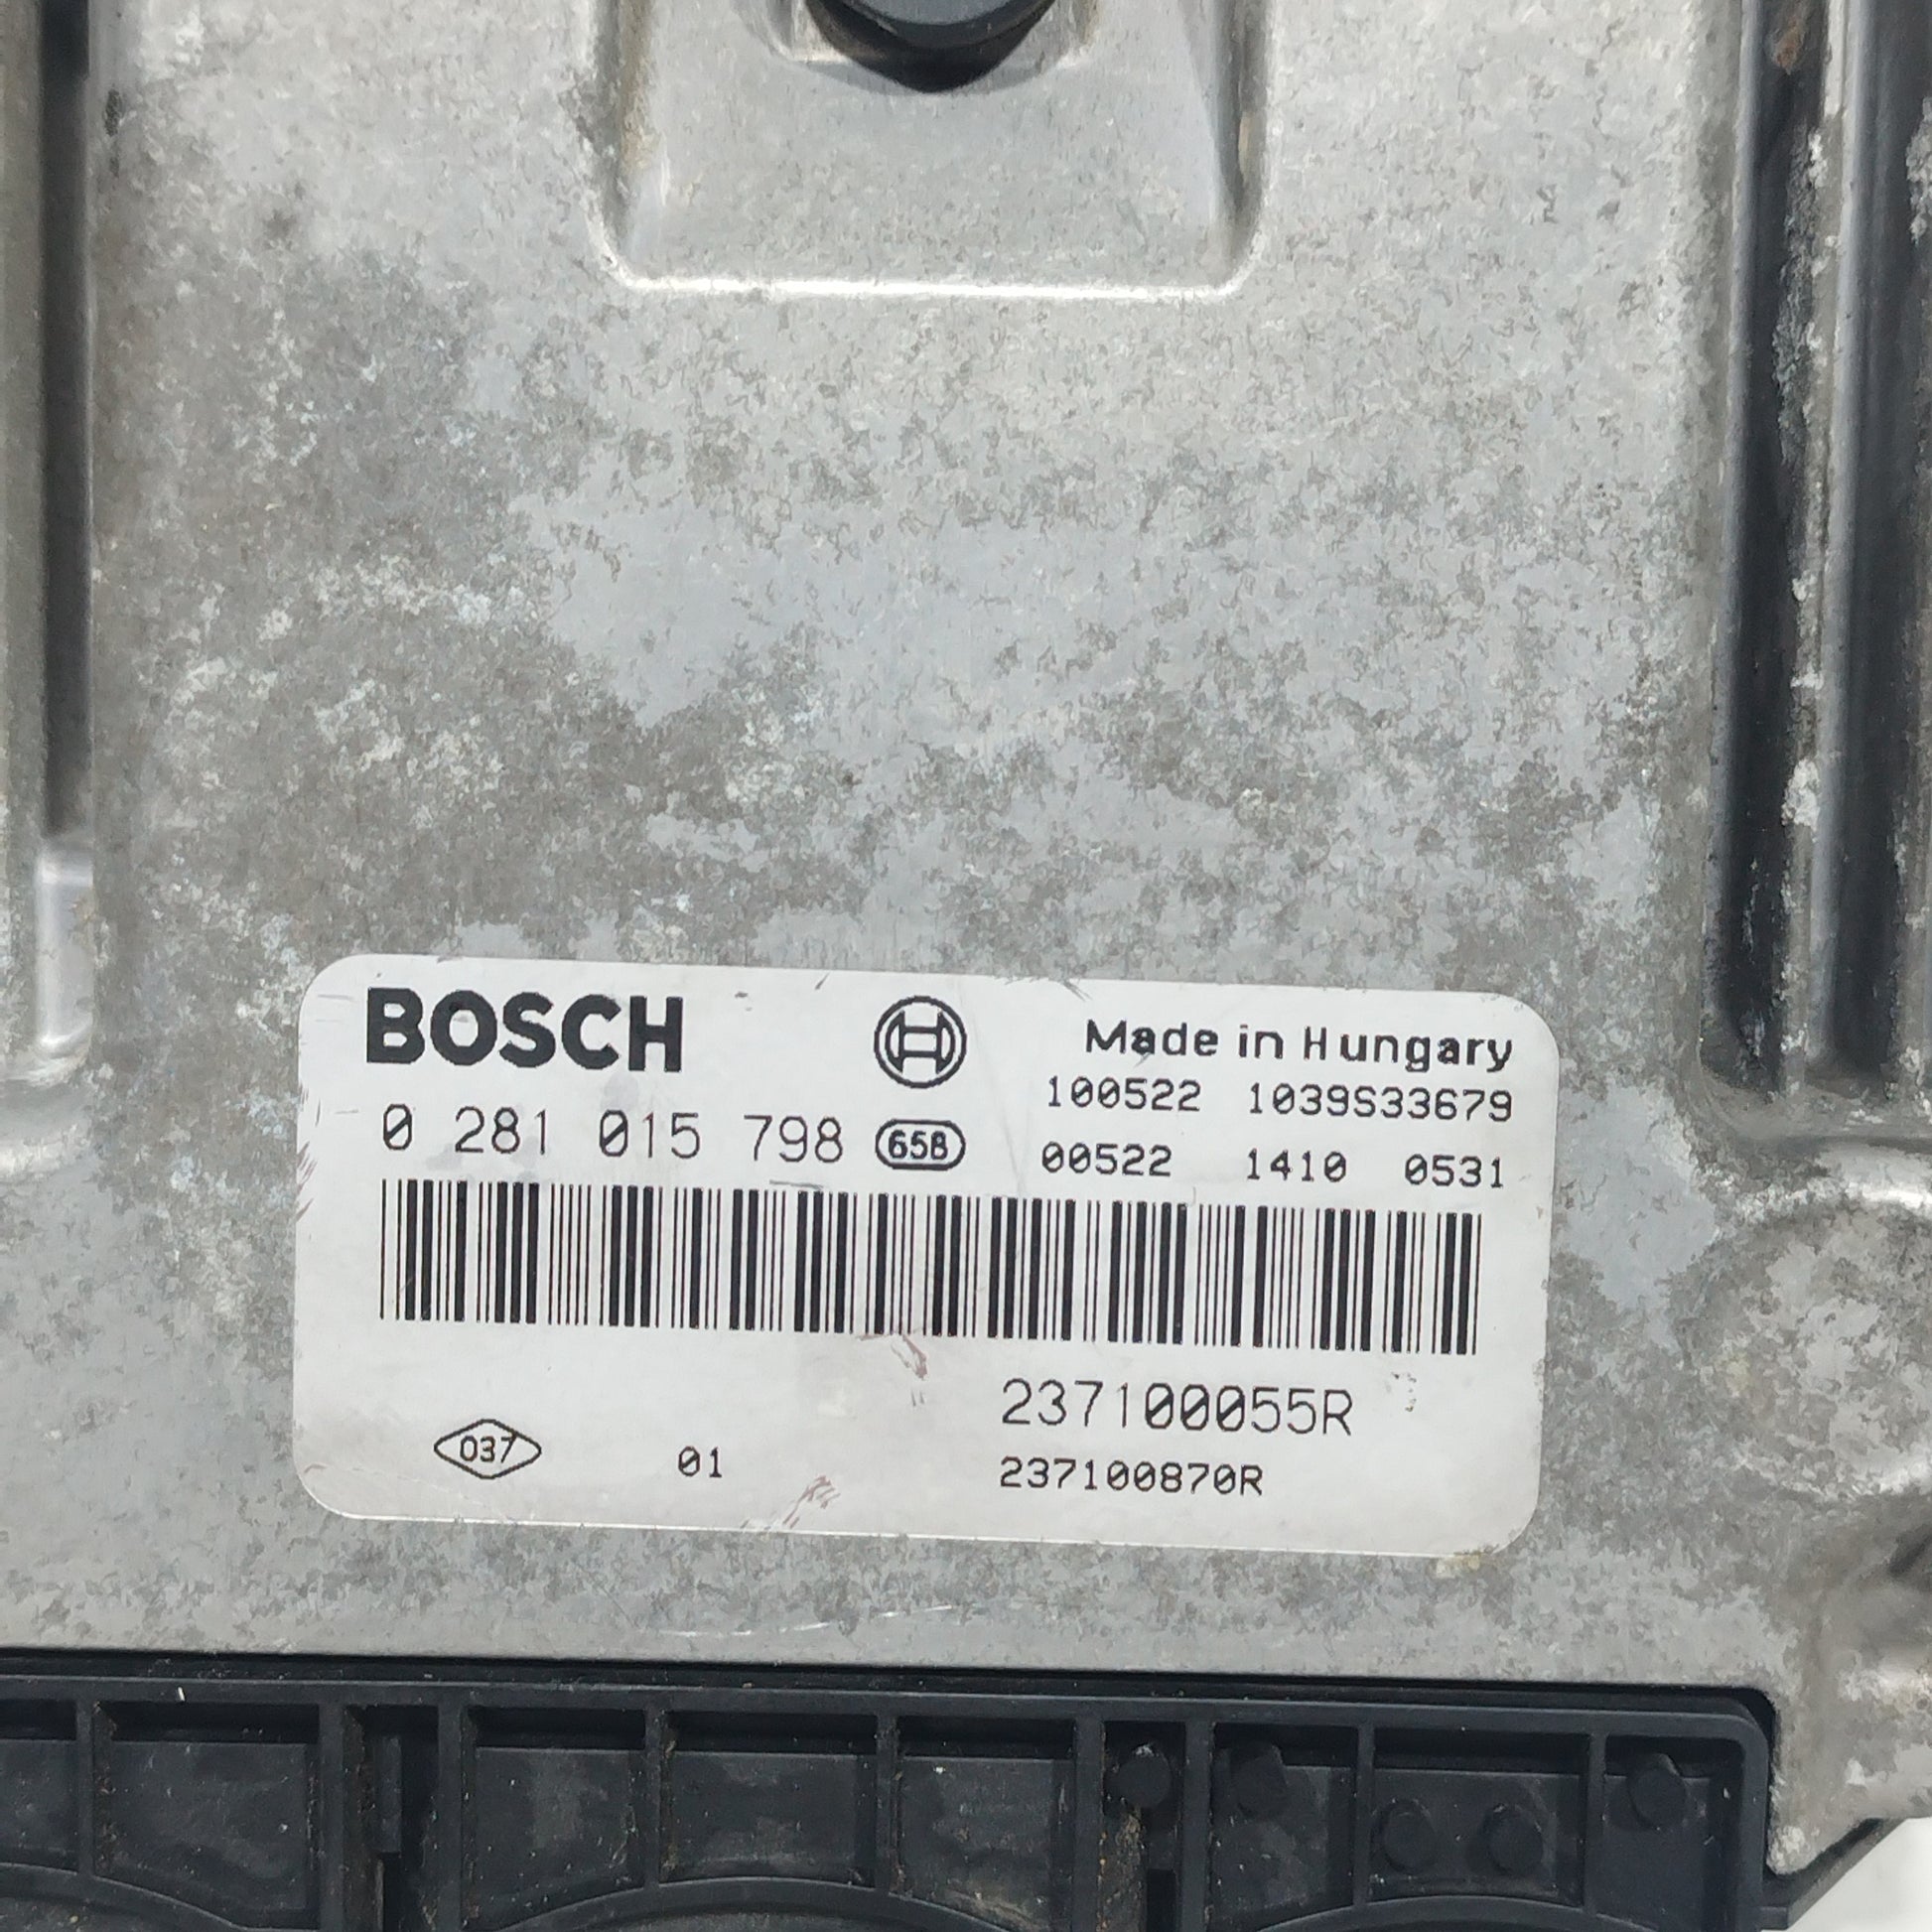 BOSCH
Made in Hungary
100522 1039S33679
0 281 015 798 658
00522 1410 0531
237100055R
037 01 237100870R